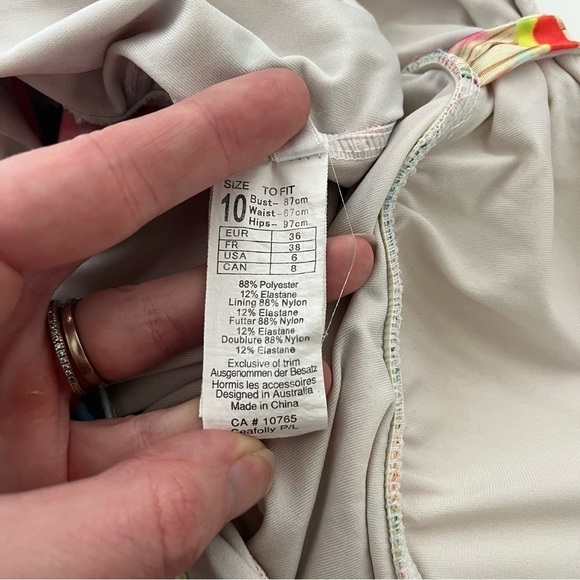 SIZE TO FIT
10 Bust- 87cm
Waist- 67cm
Hips- 97cm
EUR 36
FR 38
USA 6
CAN 8
88% Polyester
12% Elastane
Lining 88% Nylon
12% Elastane
Futter 88% Nylon
12% Elastane
Doublure 88% Nylon
12% Elastane
Exclusive of trim
Ausgenommen der Besatz
Hormis les accessoires
Designed in Australia
Made in China
CA # 10765
Seafolly P/L